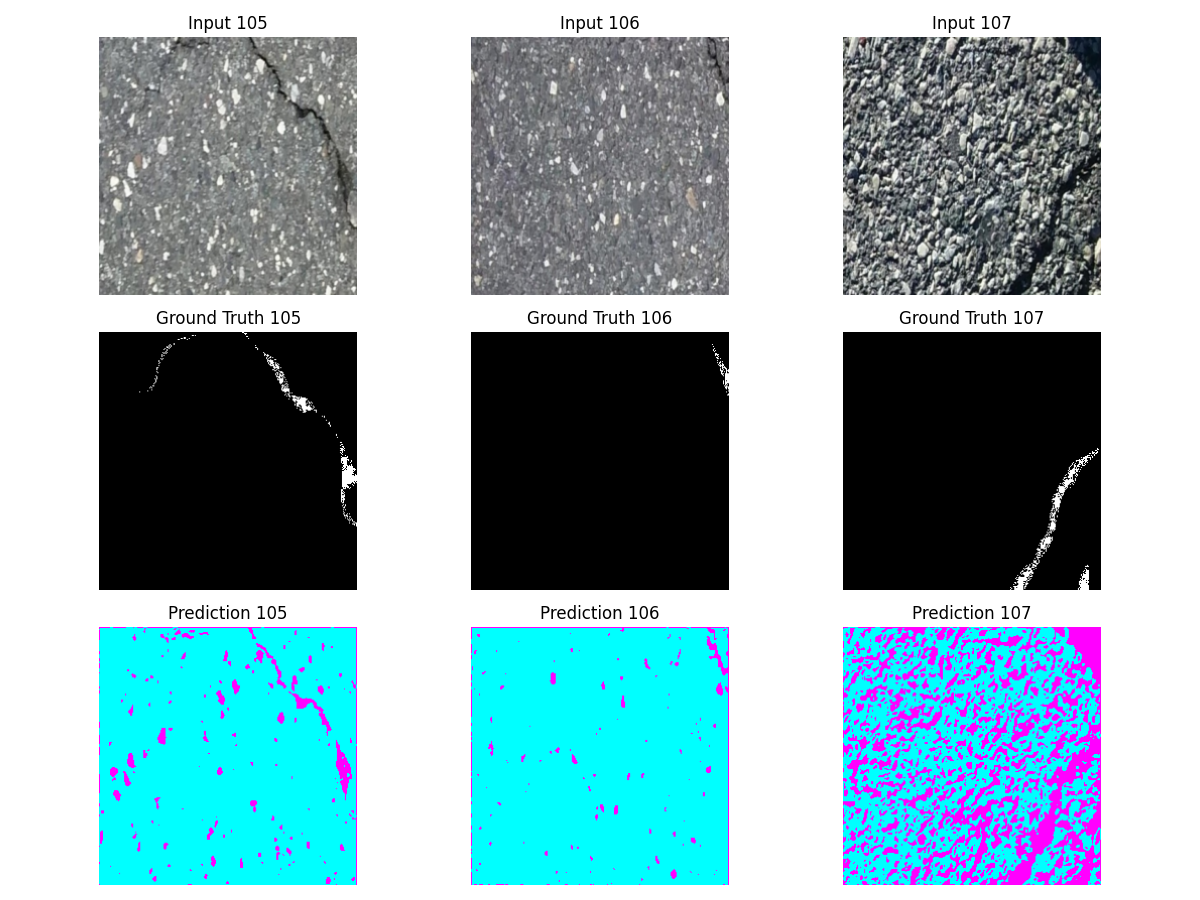 Input 105
Input 106
Input 107
Ground Truth 105
Ground Truth 106
Ground Truth 107
Prediction 105
Prediction 106
Prediction 107